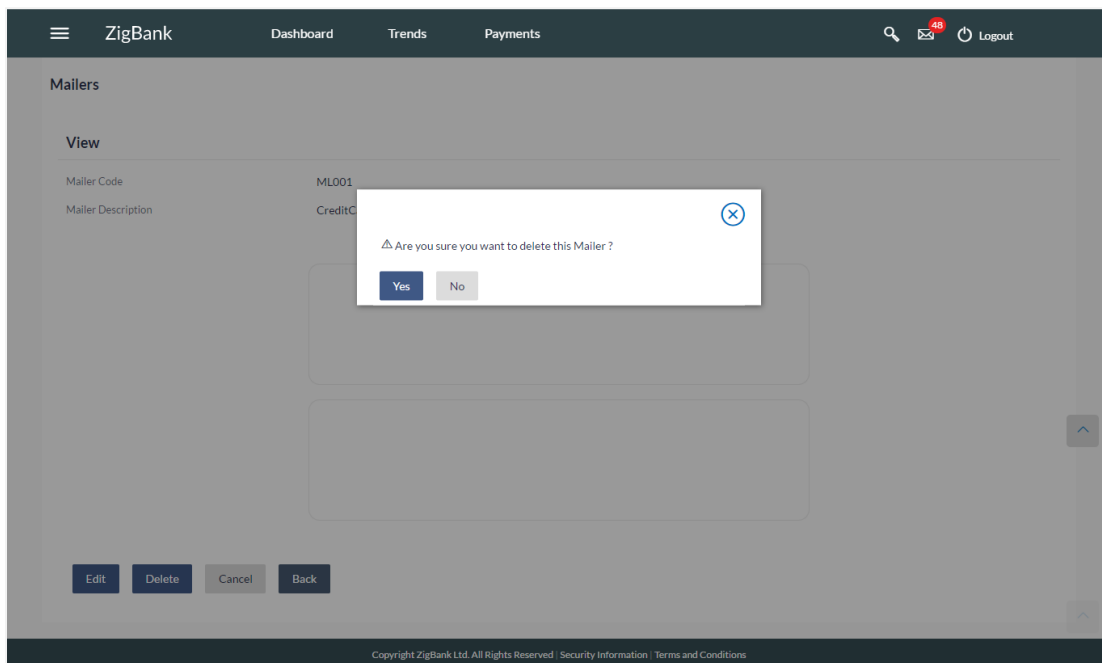 ZigBank Dashboard Trends Payments 48 Logout
Mailers
View
Mailer Code ML001
Mailer Description CreditC
Are you sure you want to delete this Mailer ?
Yes No
Edit Delete Cancel Back
Copyright ZigBank Ltd. All Rights Reserved | Security Information | Terms and Conditions